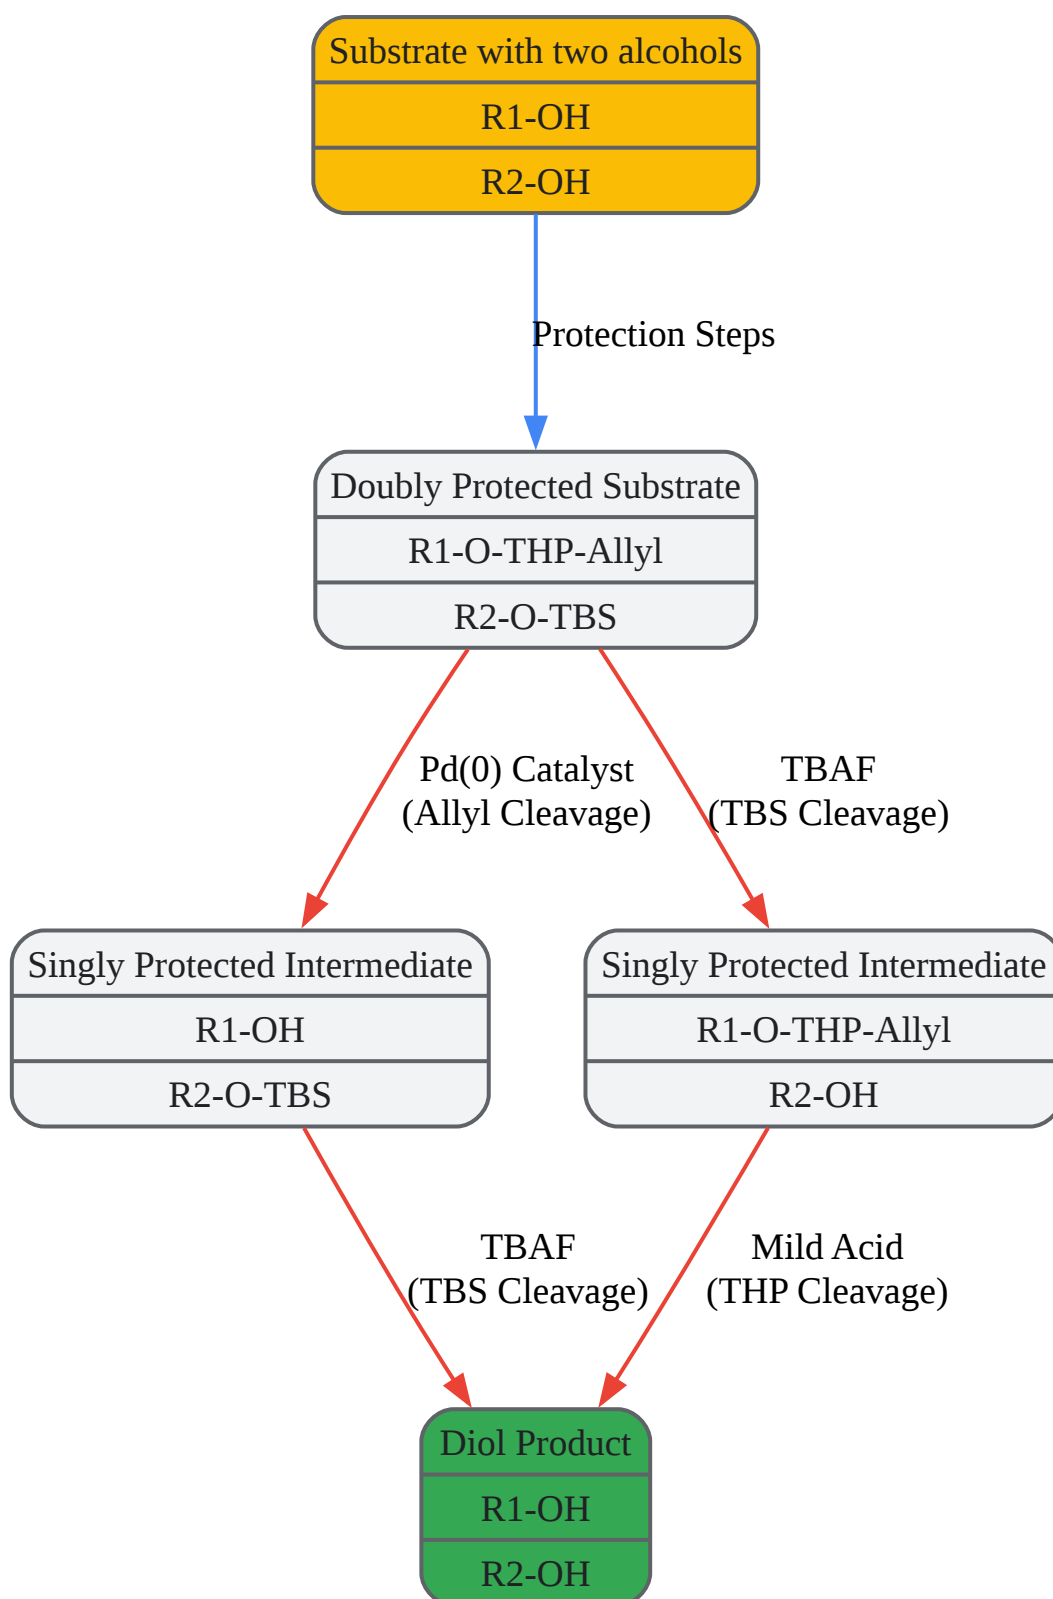 Substrate with two alcohols
R1-OH
R2-OH
Protection Steps
Doubly Protected Substrate
R1-O-THP-Allyl
R2-O-TBS
Pd(0) Catalyst
(Allyl Cleavage)
TBAF
(TBS Cleavage)
Singly Protected Intermediate
R1-OH
R2-O-TBS
Singly Protected Intermediate
R1-O-THP-Allyl
R2-OH
TBAF
(TBS Cleavage)
Mild Acid
(THP Cleavage)
Diol Product
R1-OH
R2-OH